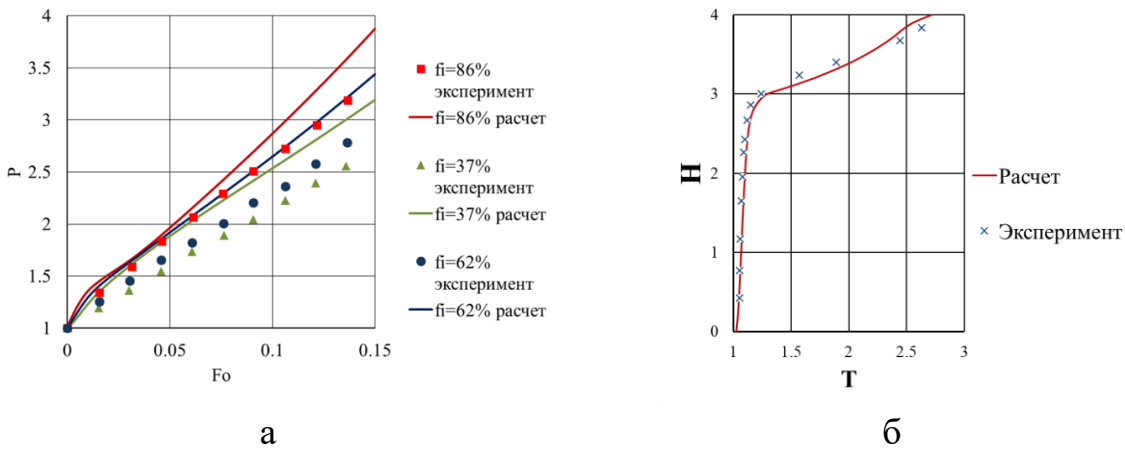 4
3.5
3
2.5
2
1.5
1
P
0
0.05
0.1
0.15
Fo
fi=86%
эксперимент
fi=86% расчет
fi=37%
эксперимент
fi=37% расчет
fi=62%
эксперимент
fi=62% расчет
а
4
3
2
1
0
H
1
1.5
2
2.5
3
T
Расчет
Эксперимент
б